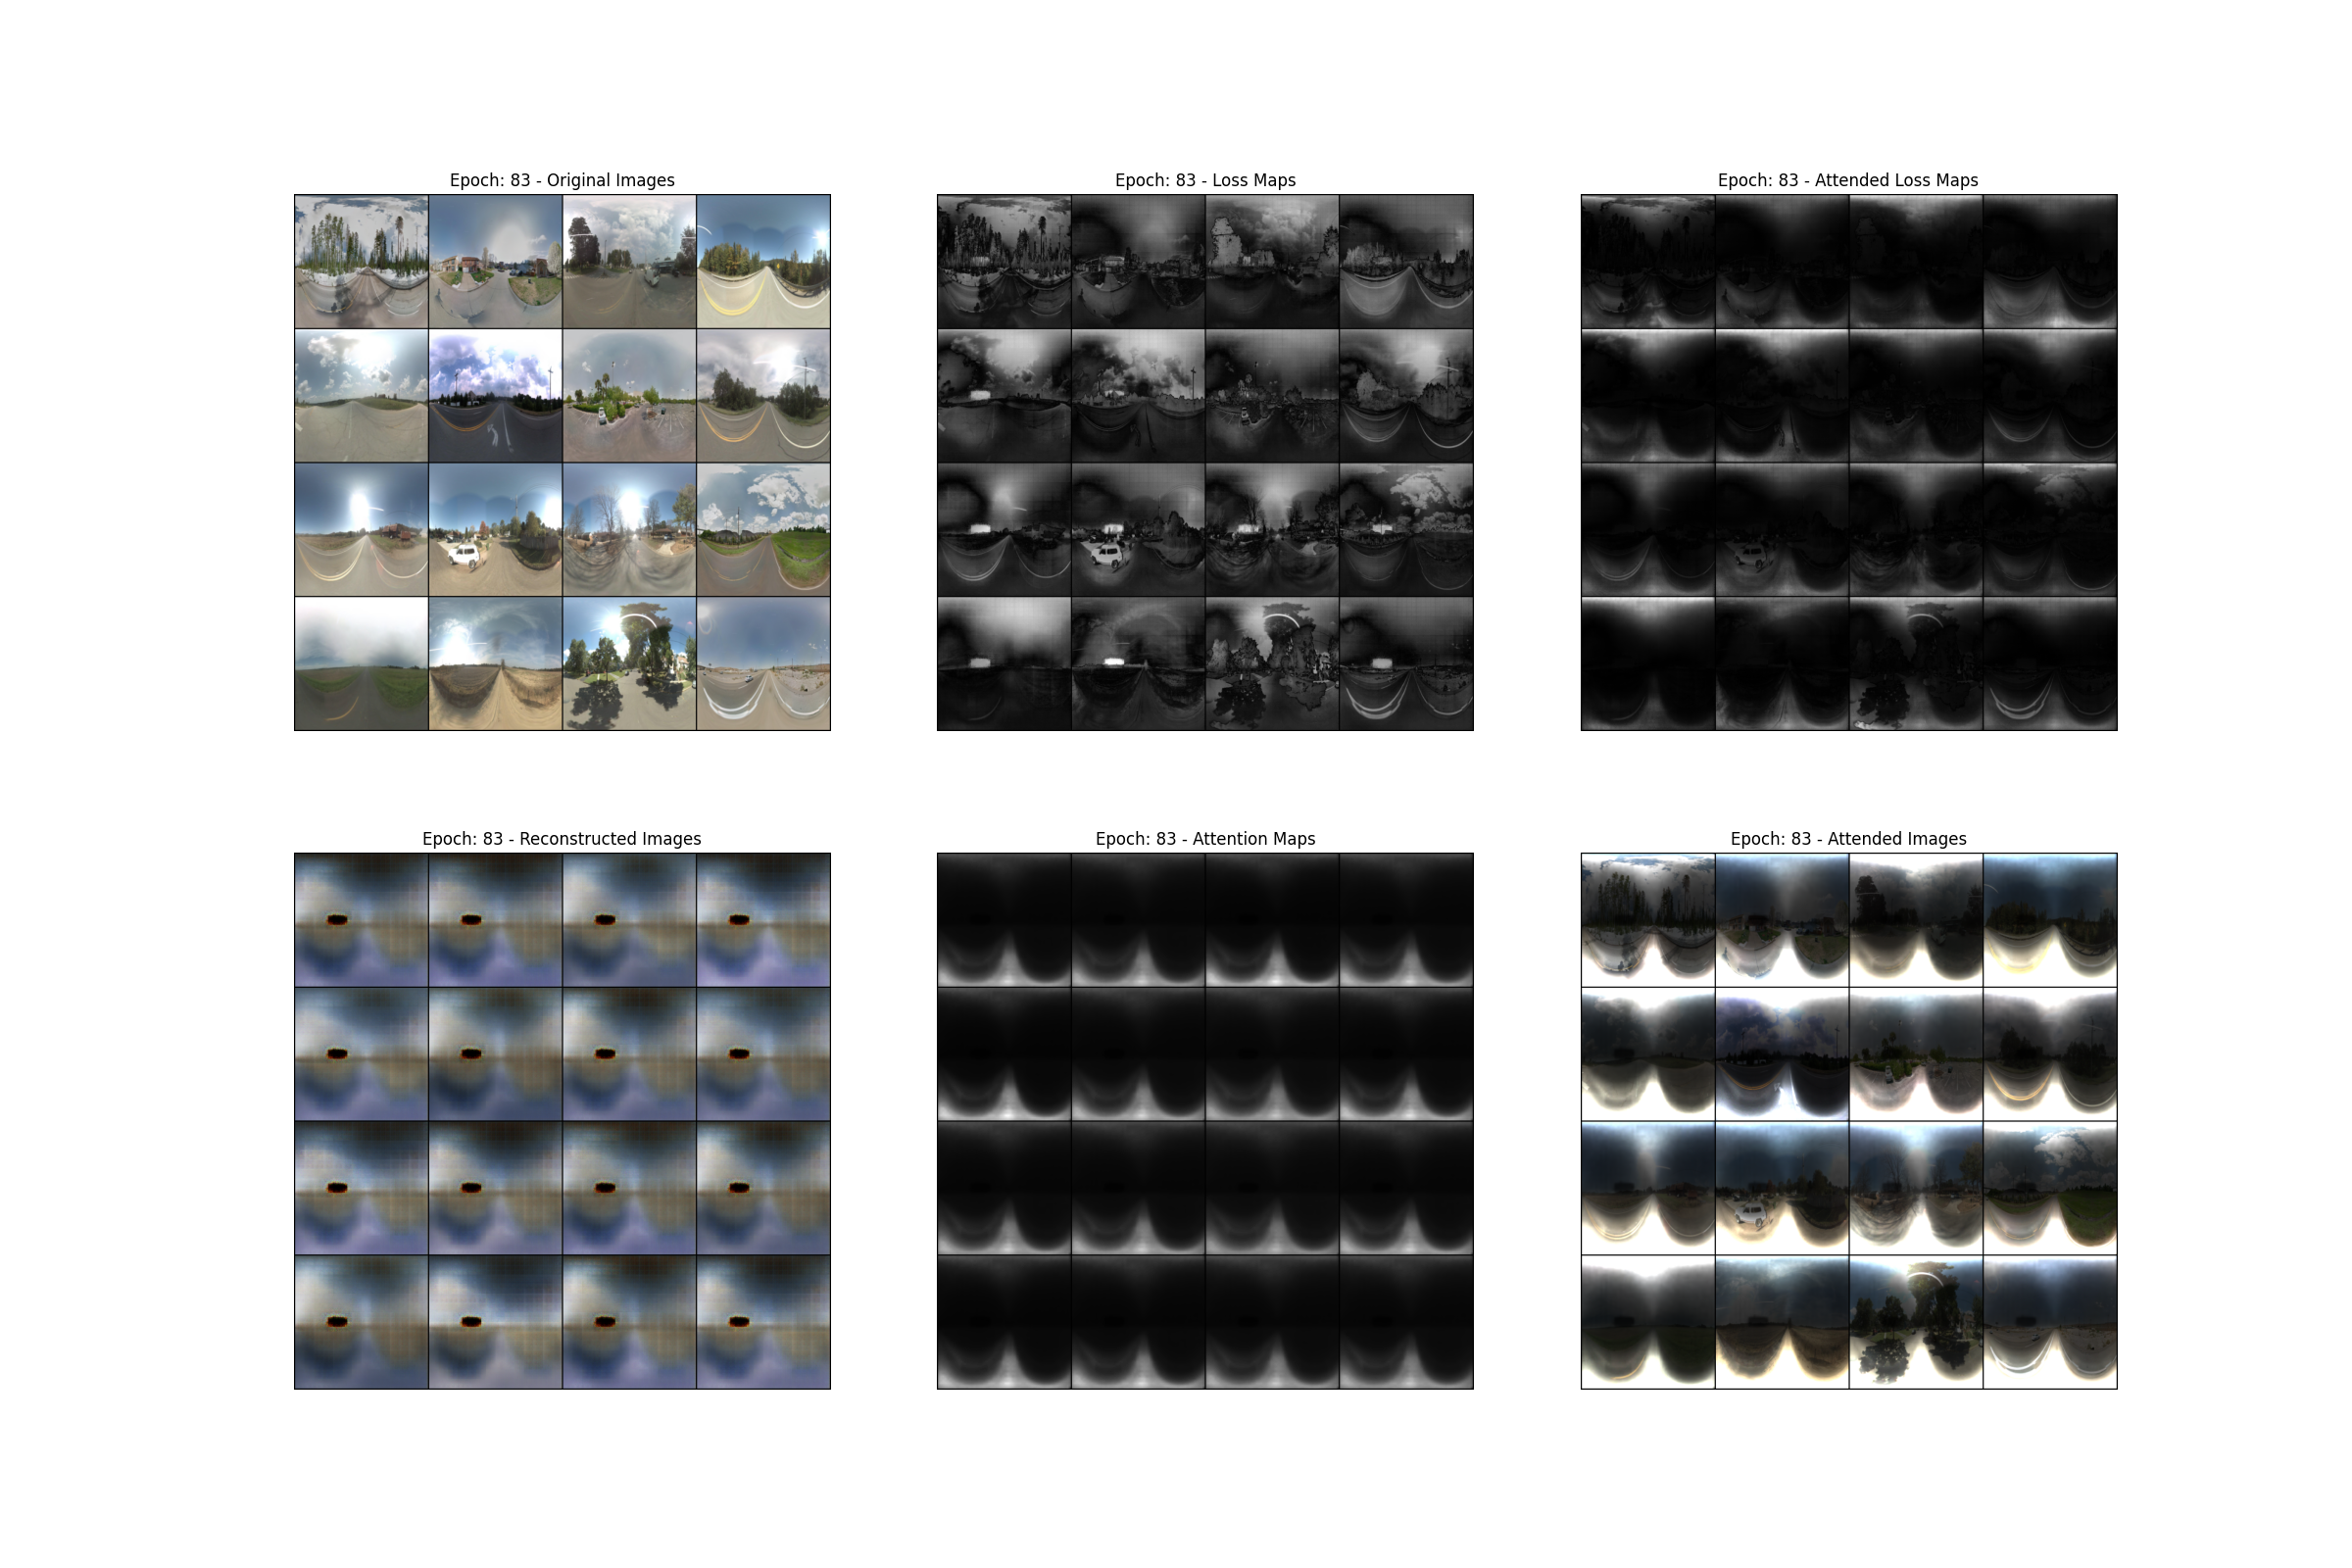 Epoch: 83 - Original Images
Epoch: 83 - Loss Maps
Epoch: 83 - Attended Loss Maps
Epoch: 83 - Reconstructed Images
Epoch: 83 - Attention Maps
Epoch: 83 - Attended Images